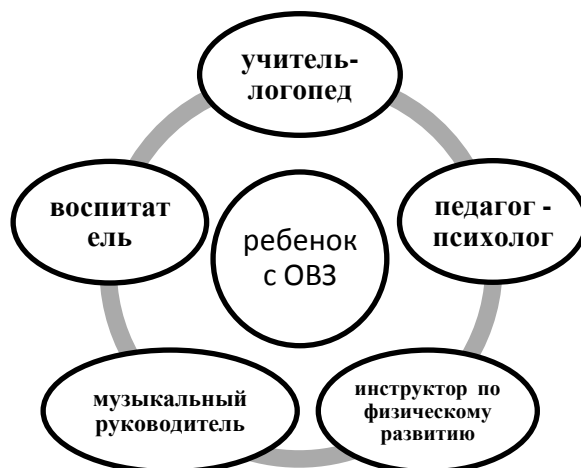 учитель-
логопед
воспитат
ель
педагог -
психолог
ребенок
с ОВЗ
музыкальный
руководитель
инструктор по
физическому
развитию